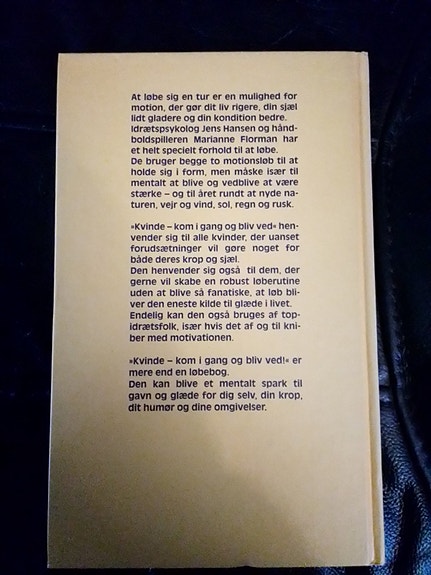 At løbe sig en tur er en mulighed for
motion, der gør dit liv rigere, din sjæl
lidt gladere og din kondition bedre.
Idrætspsykolog Jens Hansen og hånd-
boldspilleren Marianne Florman har
et helt specielt forhold til at løbe.
De bruger begge to motionsløb til at
holde sig i form, men måske især til
mentalt at blive og vedblive at være
stærke – og til året rundt at nyde na-
turen, vejr og vind, sol, regn og rusk.
»Kvinde – kom i gang og bliv ved« hen-
vender sig til alle kvinder, der uanset
forudsætninger vil gøre noget for
både deres krop og sjæl.
Den henvender sig også til dem, der
gerne vil skabe en robust løberutine
uden at blive så fanatiske, at løb bli-
ver den eneste kilde til glæde i livet.
Endelig kan den også bruges af top-
idrætsfolk, især hvis det af og til kni-
ber med motivationen.
»Kvinde – kom i gang og bliv ved!« er
mere end en løbebog.
Den kan blive et mentalt spark til
gavn og glæde for dig selv, din krop,
dit humør og dine omgivelser.